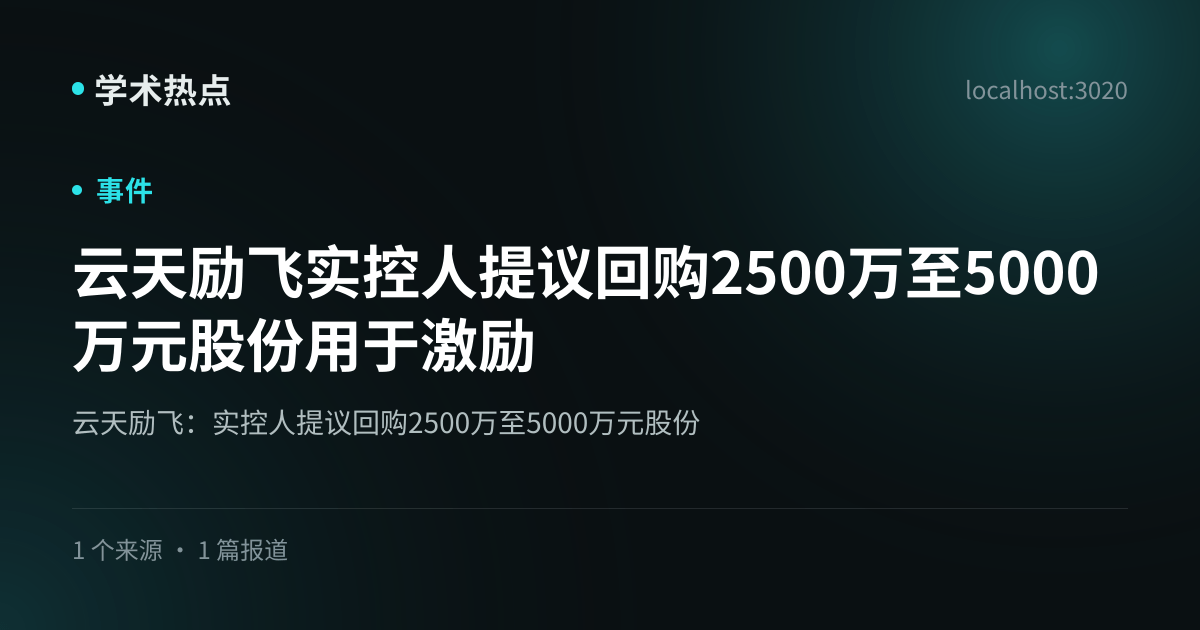 学术热点
localhost:3020
事件
云天励飞实控人提议回购2500万至5000
万元股份用于激励
云天励飞：实控人提议回购2500万至5000万元股份
1 个来源 · 1 篇报道